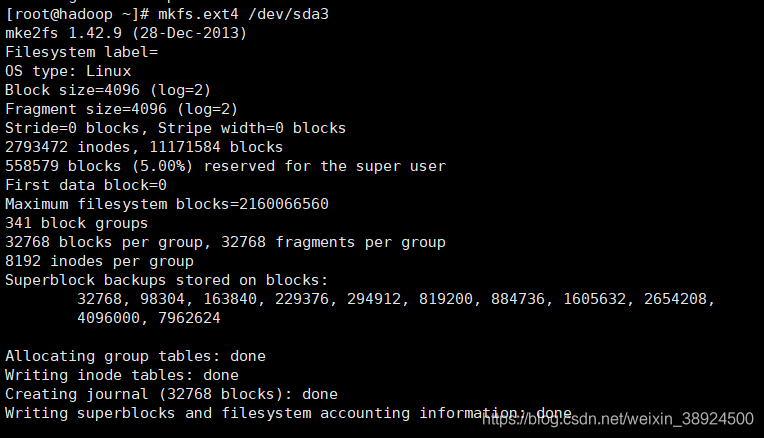 [root@hadoop ~]# mkfs.ext4 /dev/sda3
mke2fs 1.42.9 (28-Dec-2013)
Filesystem label=
OS type: Linux
Block size=4096 (log=2)
Fragment size=4096 (log=2)
Stride=0 blocks, Stripe width=0 blocks
2793472 inodes, 11171584 blocks
558579 blocks (5.00%) reserved for the super user
First data block=0
Maximum filesystem blocks=2160066560
341 block groups
32768 blocks per group, 32768 fragments per group
8192 inodes per group
Superblock backups stored on blocks:
32768, 98304, 163840, 229376, 294912, 819200, 884736, 1605632, 2654208,
4096000, 7962624
Allocating group tables: done
Writing inode tables: done
Creating journal (32768 blocks): done
Writing superblocks and filesystem accounting information: done
https://blog.csdn.net/weixin_38924500